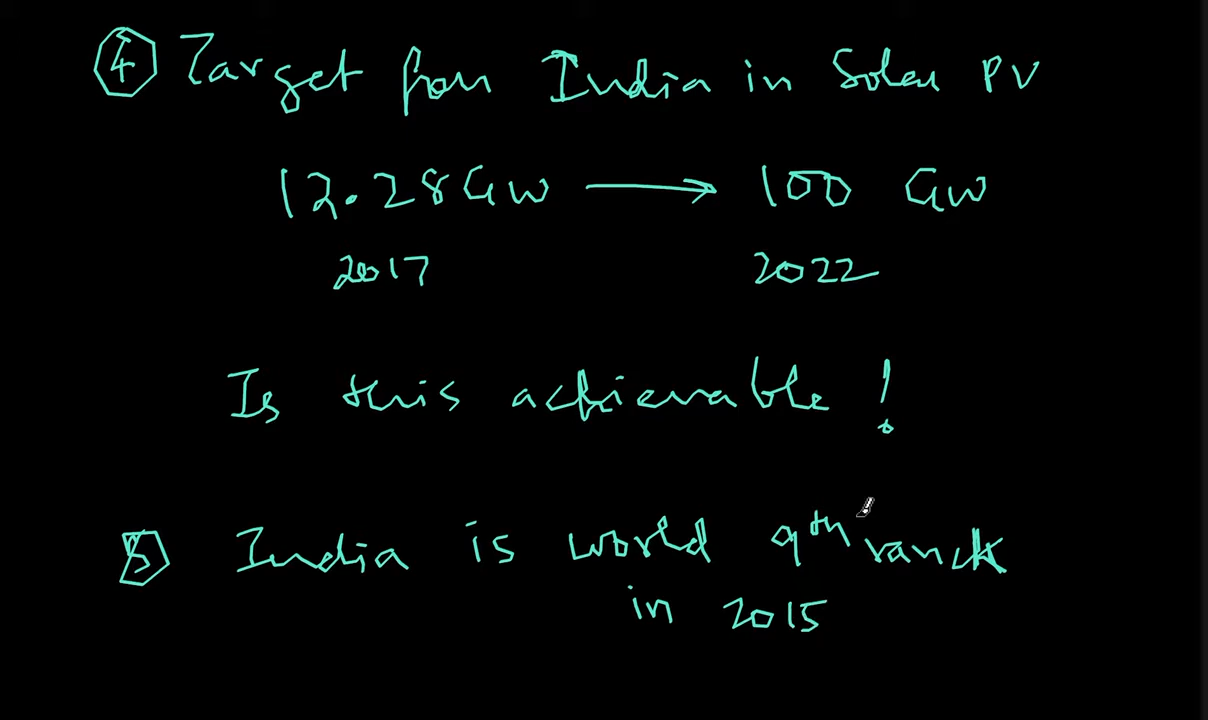 ④ Target for India in Solar PV
12.28GW → 100 GW
2017 2022
Is this achievable !
5 India is world 9th rank
in 2015